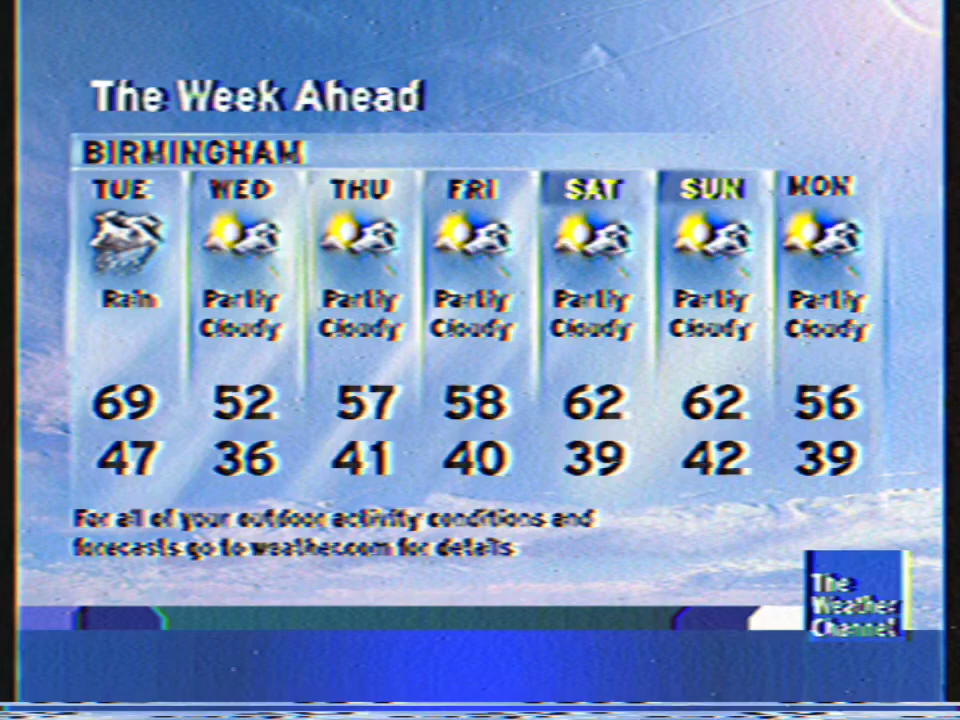 The Week Ahead
BIRMINGHAM
TUE WED THU FRI SAT SUN MON
Rain Partly Partly Partly Partly Partly Partly
Cloudy Cloudy Cloudy Cloudy Cloudy Cloudy
69 52 57 58 62 62 56
47 36 41 40 39 42 39
For all of your outdoor activity conditions and
forecasts go to weather.com for details
The
Weather
Channel